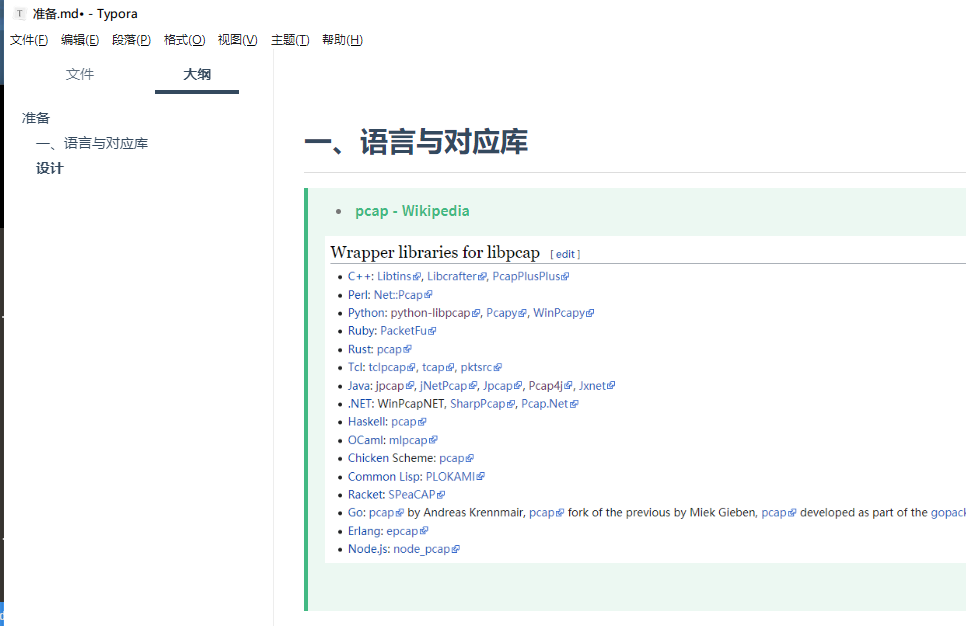 T 准备.md• - Typora
文件(F) 编辑(E) 段落(P) 格式(O) 视图(V) 主题(T) 帮助(H)
文件 大纲
准备
一、语言与对应库
设计
一、语言与对应库
• pcap - Wikipedia
Wrapper libraries for libpcap [ edit ]
• C++: Libtins, Libcrafter, PcapPlusPlus
• Perl: Net::Pcap
• Python: python-libpcap, Pcapy, WinPcapy
• Ruby: PacketFu
• Rust: pcap
• Tcl: tclpcap, tcap, pktsrc
• Java: jpcap, jNetPcap, Jpcap, Pcap4j, Jxnet
• .NET: WinPcapNET, SharpPcap, Pcap.Net
• Haskell: pcap
• OCaml: mlpcap
• Chicken Scheme: pcap
• Common Lisp: PLOKAMI
• Racket: SPeaCAP
• Go: pcap by Andreas Krennmair, pcap fork of the previous by Miek Gieben, pcap developed as part of the gopack
• Erlang: epcap
• Node.js: node_pcap